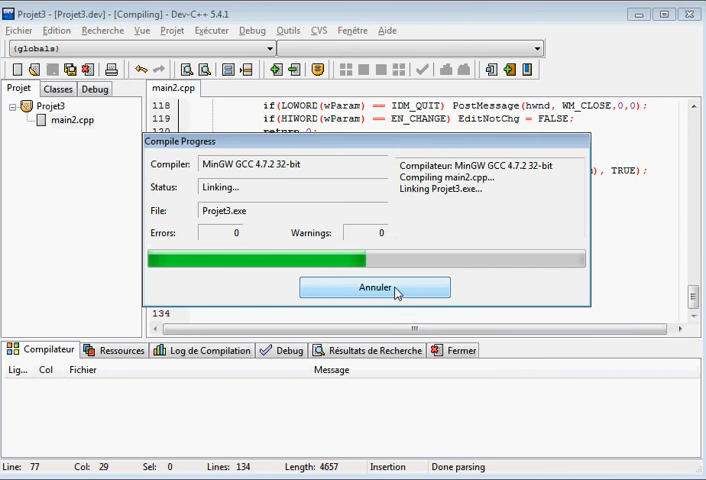 Projet3 - [Projet3.dev] - [Compiling] - Dev-C++ 5.4.1
Fichier Edition Recherche Vue Projet Exécuter Debug Outils CVS Fenêtre Aide
(globals)
Projet Classes Debug
main2.cpp
Projet3
main2.cpp
118 if(LOWORD(wParam) == IDM_QUIT) PostMessage(hwnd, WM_CLOSE,0,0);
119 if(HIWORD(wParam) == EN_CHANGE) EditNotChg = FALSE;
120 return 0;
), TRUE);
134
Compile Progress
Compiler: MinGW GCC 4.7.2 32-bit
Status: Linking...
File: Projet3.exe
Errors: 0 Warnings: 0
Compilateur: MinGW GCC 4.7.2 32-bit
Compiling main2.cpp...
Linking Projet3.exe...
Annuler
Compilateur Ressources Log de Compilation Debug Résultats de Recherche Fermer
Lig... Col Fichier Message
Line: 77 Col: 29 Sel: 0 Lines: 134 Length: 4657 Insertion Done parsing